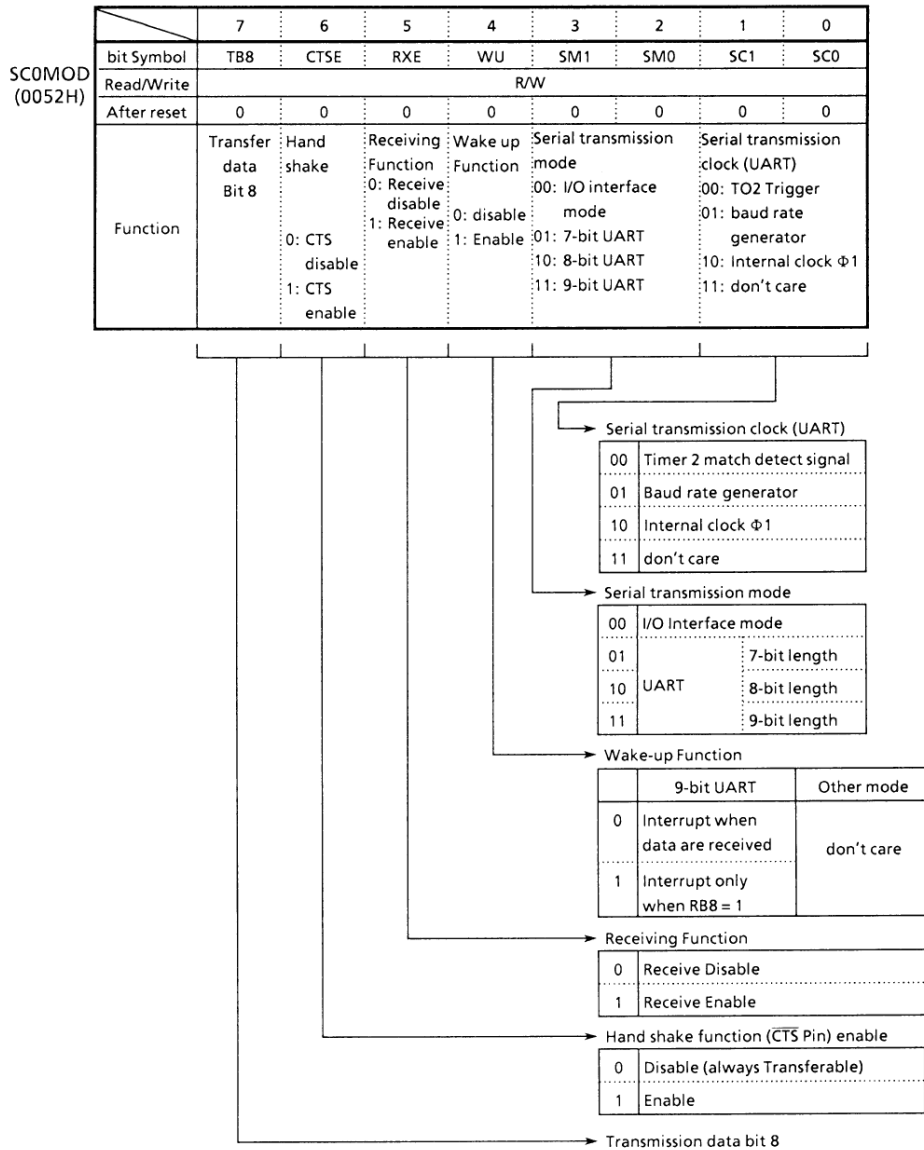 7 6 5 4 3 2 1 0
bit Symbol TB8 CTSE RXE WU SM1 SM0 SC1 SC0
SC0MOD
(0052H)
Read/Write R/W
After reset 0 0 0 0 0 0 0 0
Function
Transfer
data
Bit 8
Hand
shake
0: CTS
disable
1: CTS
enable
Receiving
Function
0: Receive
disable
1: Receive
enable
Wake up
Function
0: disable
1: Enable
Serial transmission
mode
00: I/O interface
mode
01: 7-bit UART
10: 8-bit UART
11: 9-bit UART
Serial transmission
clock (UART)
00: TO2 Trigger
01: baud rate
generator
10: Internal clock Φ1
11: don't care
Serial transmission clock (UART)
00 Timer 2 match detect signal
01 Baud rate generator
10 Internal clock Φ1
11 don't care
Serial transmission mode
00 I/O Interface mode
01 7-bit length
10 UART 8-bit length
11 9-bit length
Wake-up Function
9-bit UART Other mode
0 Interrupt when
data are received
don't care
1 Interrupt only
when RB8 = 1
Receiving Function
0 Receive Disable
1 Receive Enable
Hand shake function (C̅T̅S̅ Pin) enable
0 Disable (always Transferable)
1 Enable
Transmission data bit 8